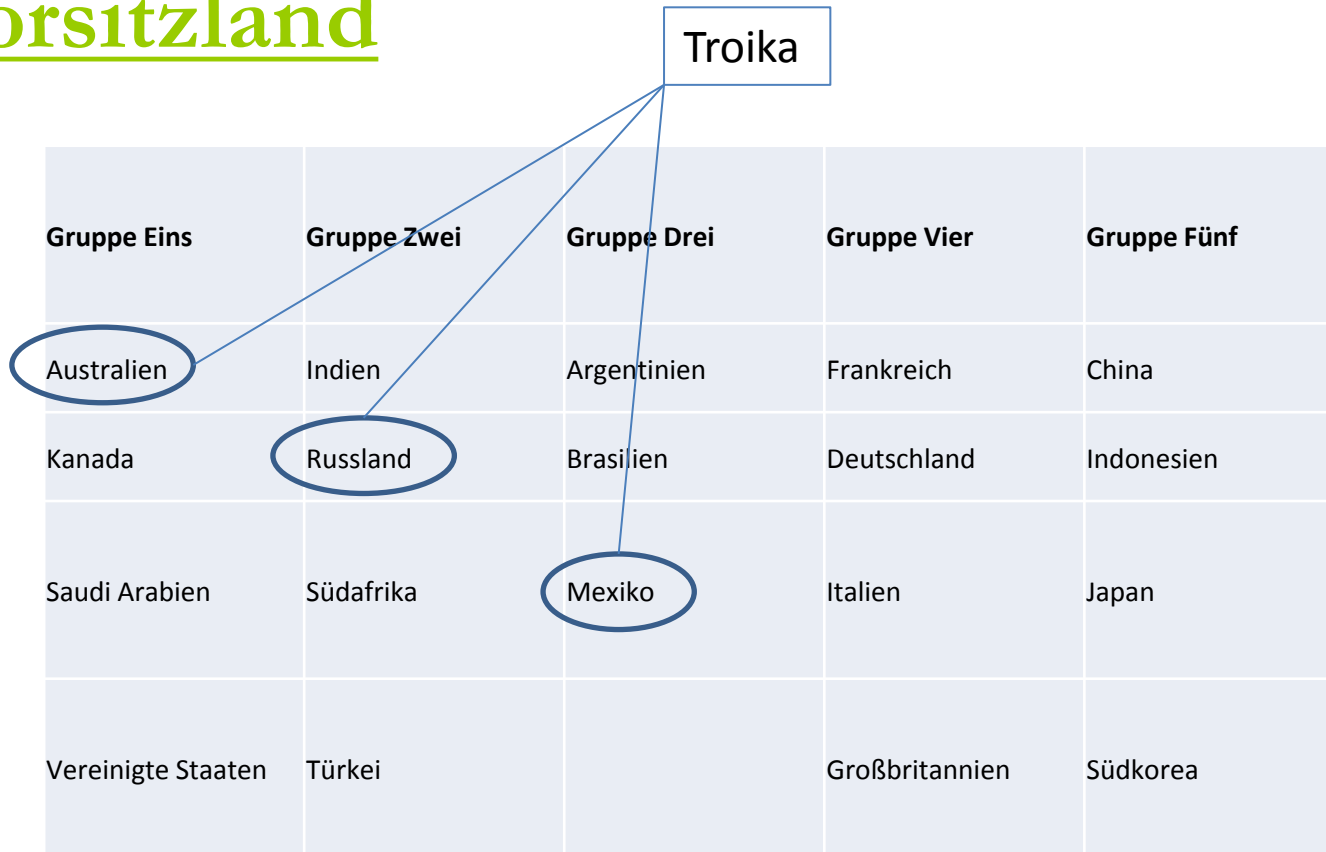 orsitzland
Troika
Gruppe Eins Gruppe Zwei Gruppe Drei Gruppe Vier Gruppe Fünf
Australien Indien Argentinien Frankreich China
Kanada Russland Brasilien Deutschland Indonesien
Saudi Arabien Südafrika Mexiko Italien Japan
Vereinigte Staaten Türkei Großbritannien Südkorea